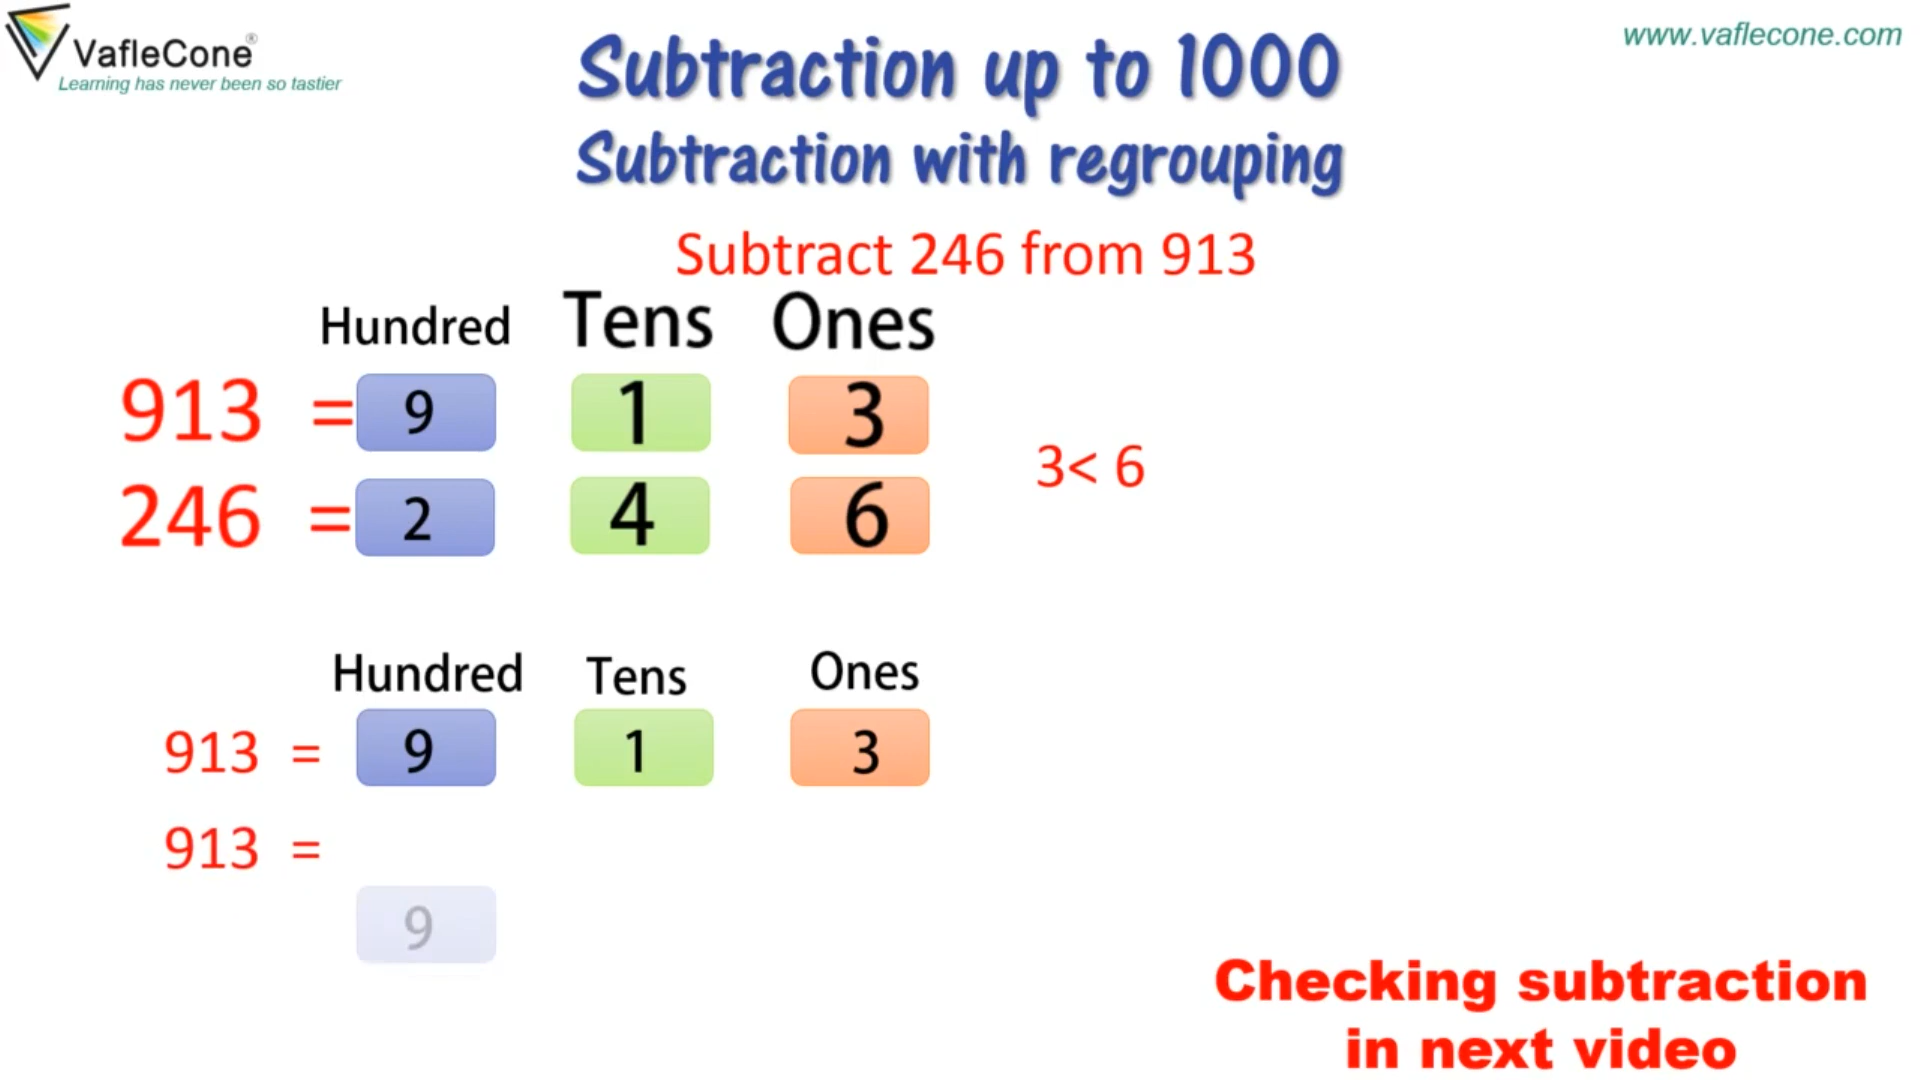 VafleCone®
Learning has never been so tastier
www.vaflecone.com
Subtraction up to 1000
Subtraction with regrouping
Subtract 246 from 913
Hundred Tens Ones
913 = 9 1 3
3< 6
246 = 2 4 6
Hundred Tens Ones
913 = 9 1 3
913 =
9
Checking subtraction
in next video